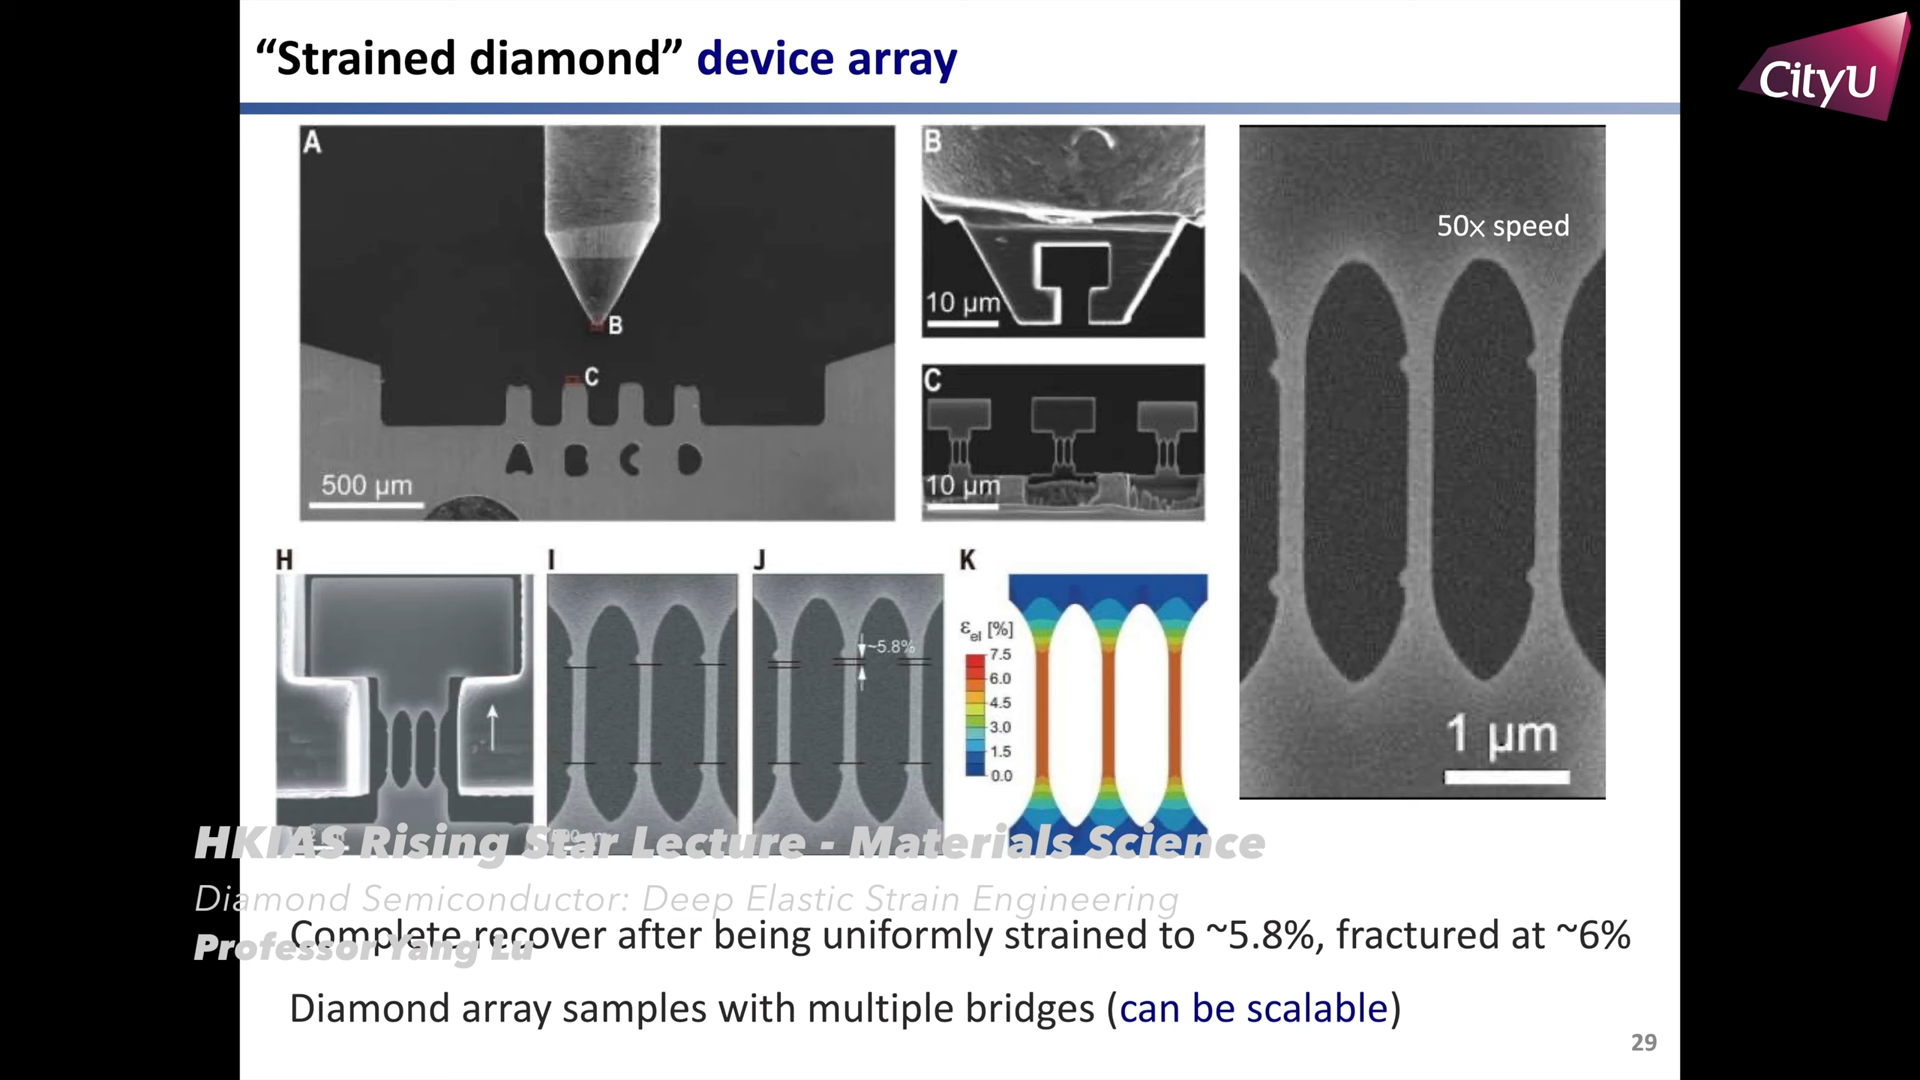 “Strained diamond” device array
CityU
A
B
C
A B C D
500 µm
B
10 µm
C
10 µm
50x speed
1 µm
H
I
J
~5.8%
K
εel [%]
7.5
6.0
4.5
3.0
1.5
0.0
HKIAS Rising Star Lecture - Materials Science
Diamond Semiconductor: Deep Elastic Strain Engineering
Professor Yang Lu
Complete recover after being uniformly strained to ~5.8%, fractured at ~6%
Diamond array samples with multiple bridges (can be scalable)
29